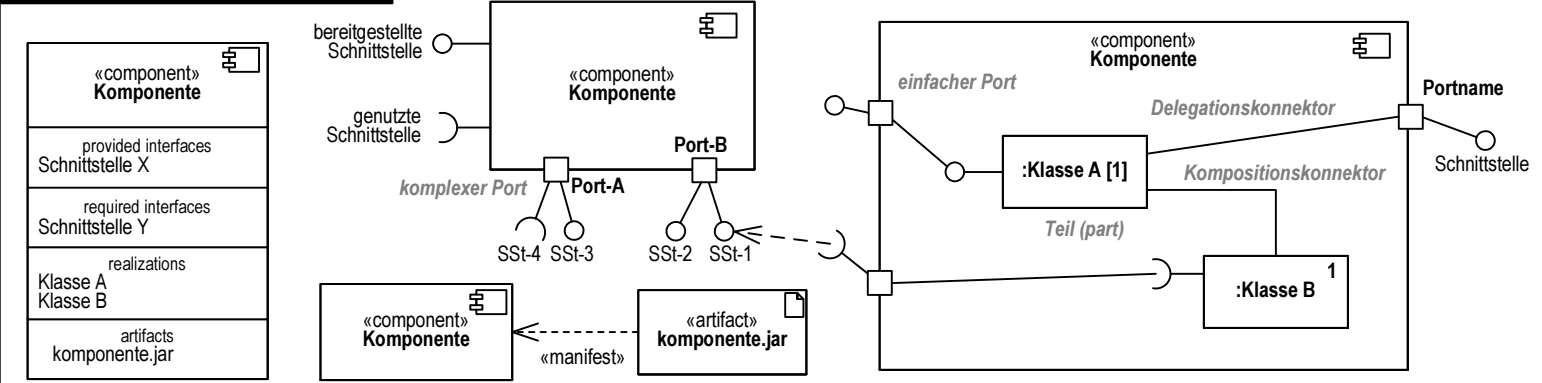 «component»
Komponente
provided interfaces
Schnittstelle X
required interfaces
Schnittstelle Y
realizations
Klasse A
Klasse B
artifacts
komponente.jar
bereitgestellte
Schnittstelle
genutzte
Schnittstelle
«component»
Komponente
Port-B
komplexer Port
Port-A
SSt-4
SSt-3
SSt-2
SSt-1
«component»
Komponente
«manifest»
«artifact»
komponente.jar
«component»
Komponente
einfacher Port
Portname
Delegationskonnektor
Schnittstelle
:Klasse A [1]
Kompositionskonnektor
Teil (part)
1
:Klasse B